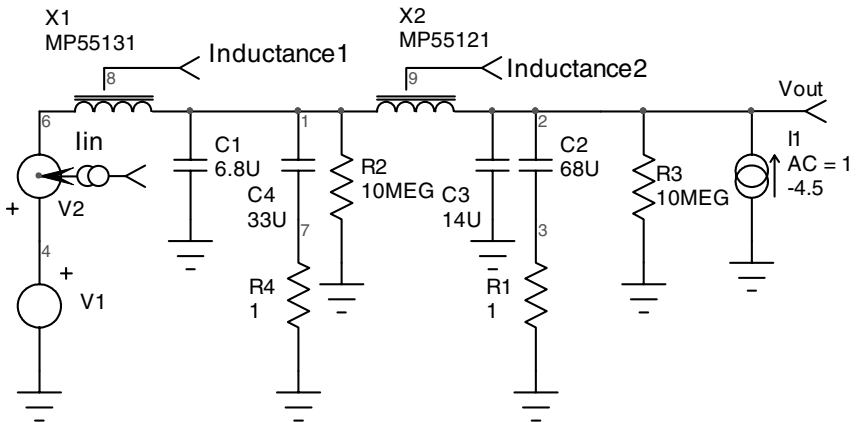 X1
MP55131
Inductance1
8
X2
MP55121
Inductance2
9
Vout
6
1
2
Iin
C1
6.8U
C4
33U
R2
10MEG
C3
14U
C2
68U
R3
10MEG
I1
AC = 1
-4.5
+
V2
4
7
3
+
V1
R4
1
R1
1